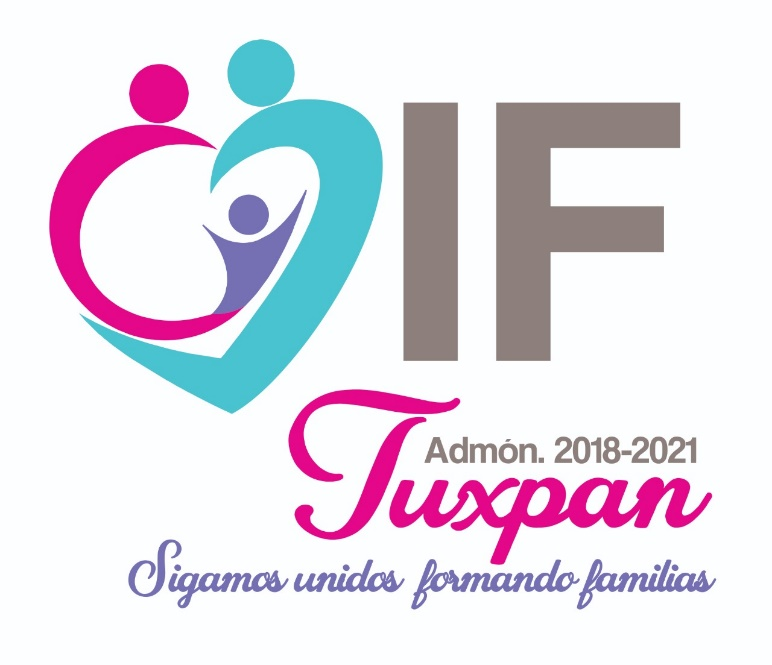 IF
Admón. 2018-2021
Tuxpan
Sigamos unidos formando familias